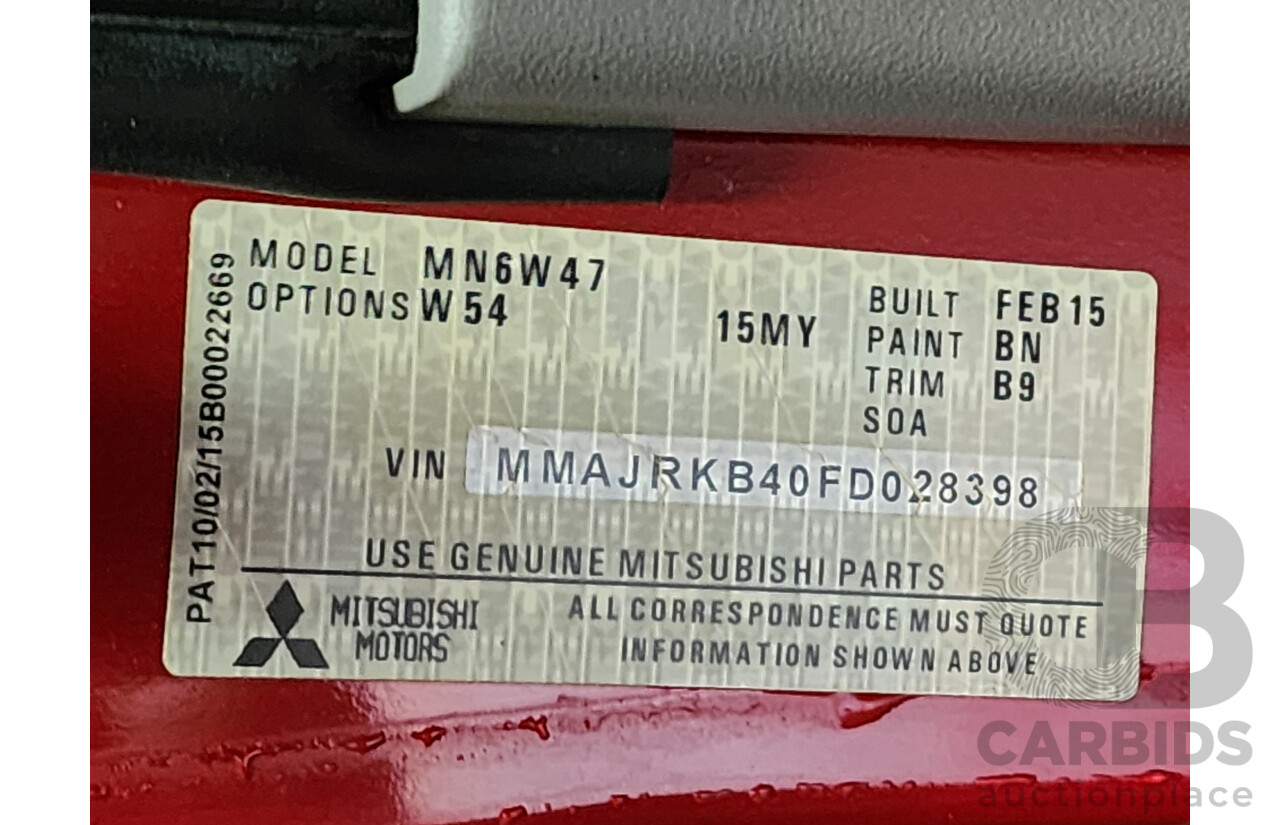 MODEL MN6W47
OPTIONS W54
15MY
BUILT FEB15
PAINT BN
TRIM B9
SOA
VIN MMAJRKB40FD028398
PAT10/02/15B00022669
USE GENUINE MITSUBISHI PARTS
MITSUBISHI
MOTORS
ALL CORRESPONDENCE MUST QUOTE
INFORMATION SHOWN ABOVE
CARBIDS
auctionplace